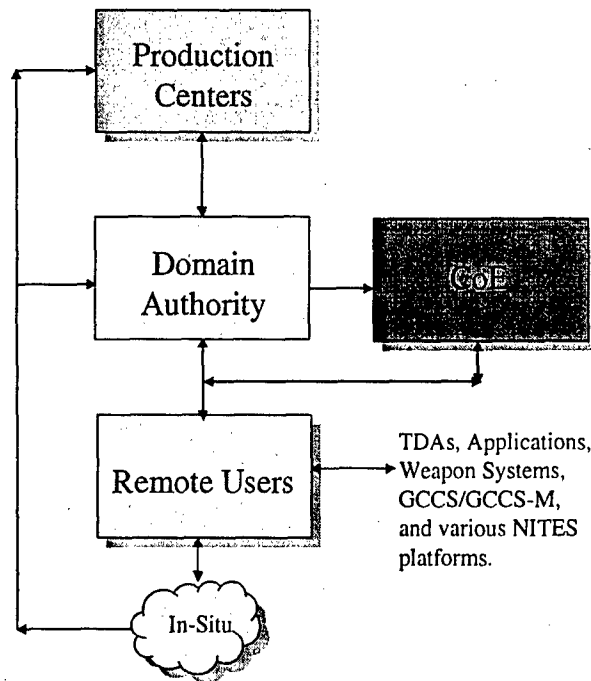 Production
Centers
Domain
Authority
CoE
Remote Users
TDAs, Applications,
Weapon Systems,
GCCS/GCCS-M,
and various NITES
platforms.
In-Situ